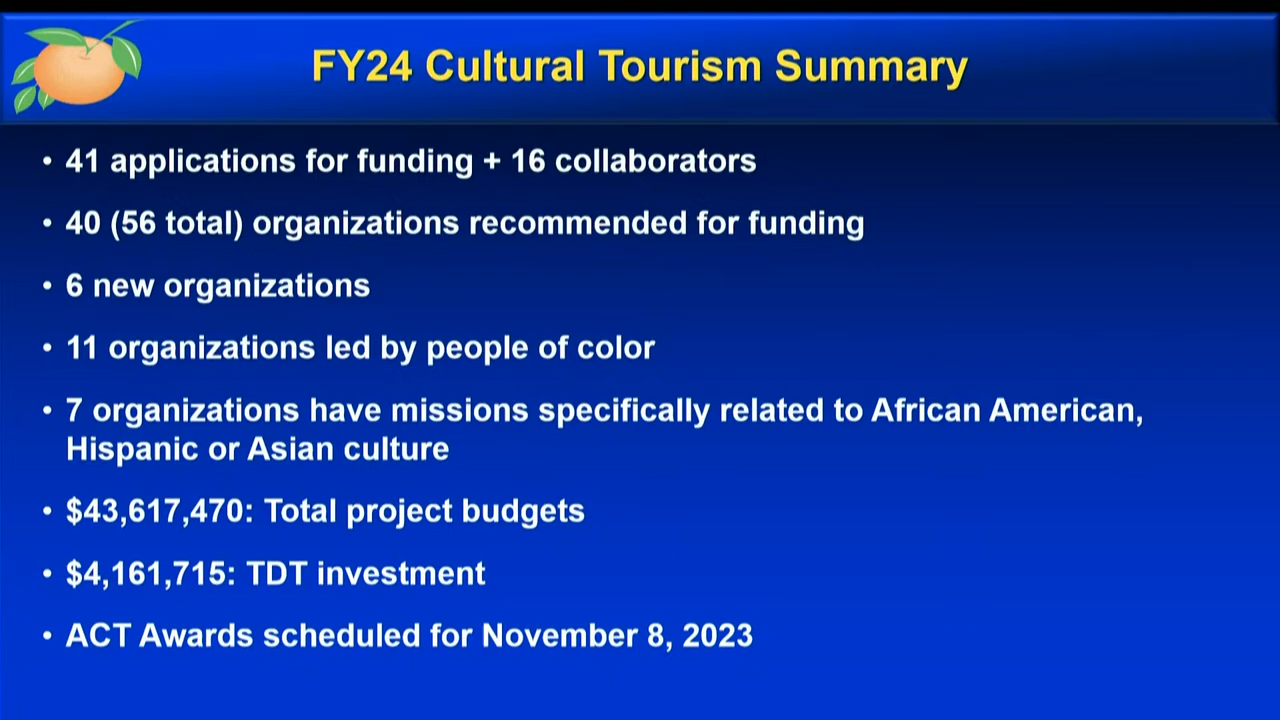 FY24 Cultural Tourism Summary
• 41 applications for funding + 16 collaborators
• 40 (56 total) organizations recommended for funding
• 6 new organizations
• 11 organizations led by people of color
• 7 organizations have missions specifically related to African American,
Hispanic or Asian culture
• $43,617,470: Total project budgets
• $4,161,715: TDT investment
• ACT Awards scheduled for November 8, 2023